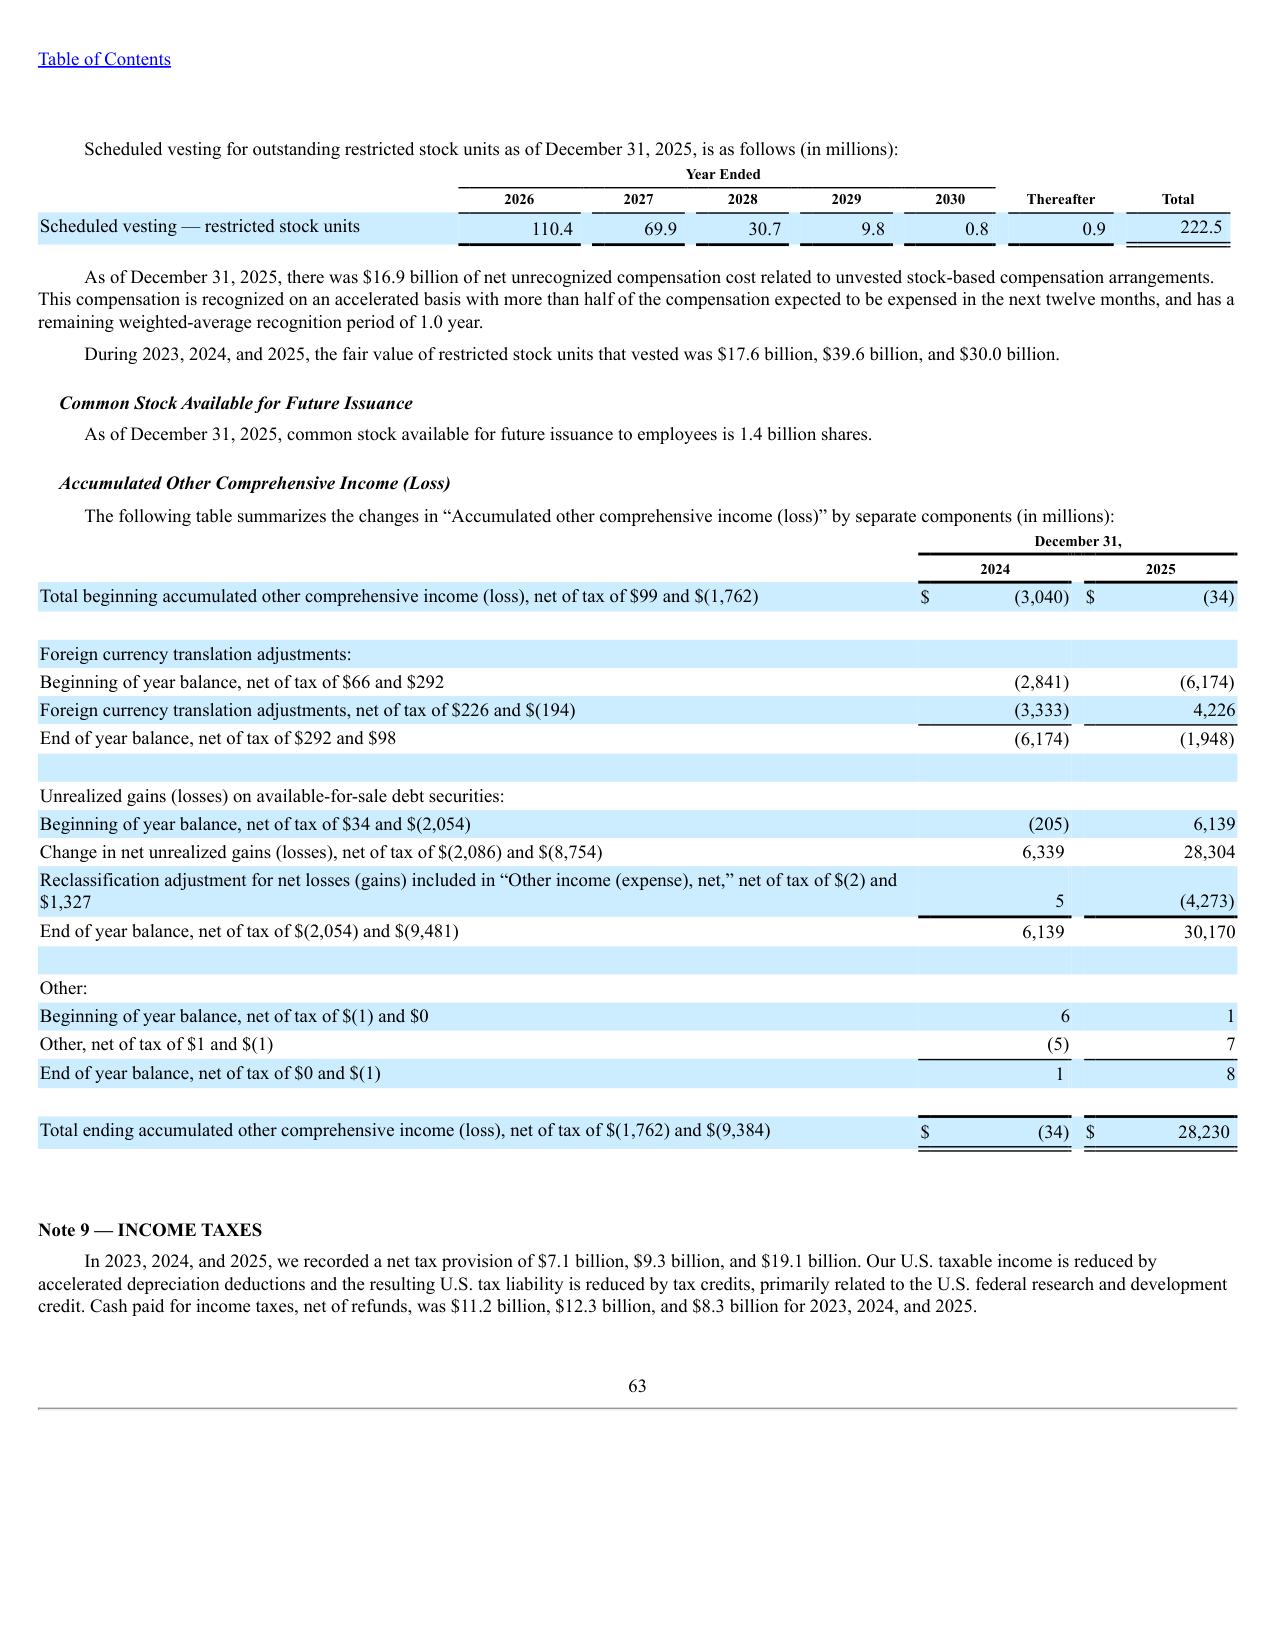 Table of Contents
Scheduled vesting for outstanding restricted stock units as of December 31, 2025, is as follows (in millions):
Year Ended
2026 2027 2028 2029 2030 Thereafter Total
Scheduled vesting — restricted stock units 110.4 69.9 30.7 9.8 0.8 0.9 222.5
As of December 31, 2025, there was $16.9 billion of net unrecognized compensation cost related to unvested stock-based compensation arrangements.
This compensation is recognized on an accelerated basis with more than half of the compensation expected to be expensed in the next twelve months, and has a
remaining weighted-average recognition period of 1.0 year.
During 2023, 2024, and 2025, the fair value of restricted stock units that vested was $17.6 billion, $39.6 billion, and $30.0 billion.
Common Stock Available for Future Issuance
As of December 31, 2025, common stock available for future issuance to employees is 1.4 billion shares.
Accumulated Other Comprehensive Income (Loss)
The following table summarizes the changes in “Accumulated other comprehensive income (loss)” by separate components (in millions):
December 31,
2024 2025
Total beginning accumulated other comprehensive income (loss), net of tax of $99 and $(1,762) $ (3,040) $ (34)
Foreign currency translation adjustments:
Beginning of year balance, net of tax of $66 and $292 (2,841) (6,174)
Foreign currency translation adjustments, net of tax of $226 and $(194) (3,333) 4,226
End of year balance, net of tax of $292 and $98 (6,174) (1,948)
Unrealized gains (losses) on available-for-sale debt securities:
Beginning of year balance, net of tax of $34 and $(2,054) (205) 6,139
Change in net unrealized gains (losses), net of tax of $(2,086) and $(8,754) 6,339 28,304
Reclassification adjustment for net losses (gains) included in “Other income (expense), net,” net of tax of $(2) and
$1,327 5 (4,273)
End of year balance, net of tax of $(2,054) and $(9,481) 6,139 30,170
Other:
Beginning of year balance, net of tax of $(1) and $0 6 1
Other, net of tax of $1 and $(1) (5) 7
End of year balance, net of tax of $0 and $(1) 1 8
Total ending accumulated other comprehensive income (loss), net of tax of $(1,762) and $(9,384) $ (34) $ 28,230
Note 9 — INCOME TAXES
In 2023, 2024, and 2025, we recorded a net tax provision of $7.1 billion, $9.3 billion, and $19.1 billion. Our U.S. taxable income is reduced by
accelerated depreciation deductions and the resulting U.S. tax liability is reduced by tax credits, primarily related to the U.S. federal research and development
credit. Cash paid for income taxes, net of refunds, was $11.2 billion, $12.3 billion, and $8.3 billion for 2023, 2024, and 2025.
63